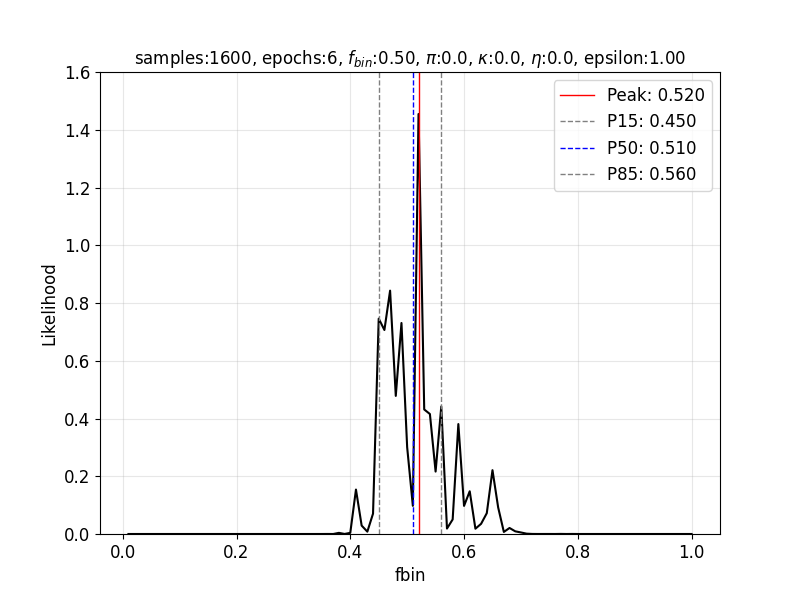 samples:1600, epochs:6, f_bin:0.50, π:0.0, κ:0.0, η:0.0, epsilon:1.00
Peak: 0.520
P15: 0.450
P50: 0.510
P85: 0.560
Likelihood
1.6
1.4
1.2
1.0
0.8
0.6
0.4
0.2
0.0
0.0 0.2 0.4 0.6 0.8 1.0
fbin